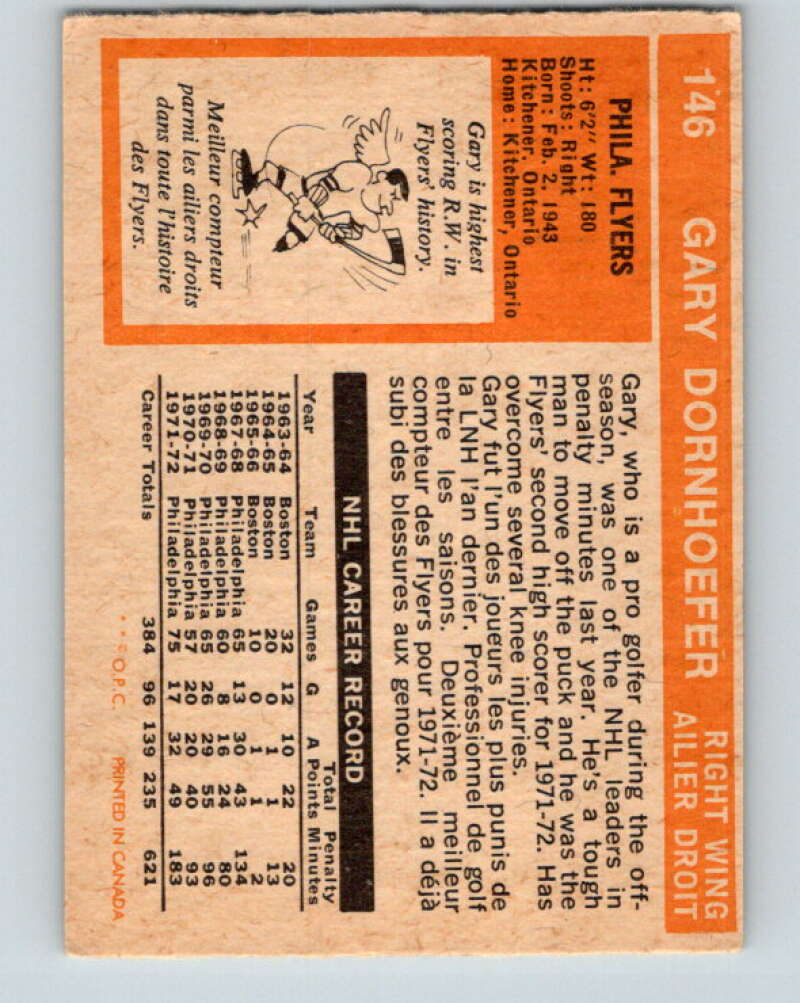 146 GARY DORNHOEFER RIGHT WING
AILIER DROIT
PHILA. FLYERS
Ht: 6'2" Wt: 180
Shoots: Right
Born: Feb. 2, 1943
Kitchener, Ontario
Home: Kitchener, Ontario
Gary is highest
scoring R.W. in
Flyers' history.
Meilleur compteur
parmi les ailiers droits
dans toute l'histoire
des Flyers.
Gary, who is a pro golfer during the off-
season, was one of the NHL leaders in
penalty minutes last year. He's a tough
man to move off the puck and he was the
Flyers' second high scorer for 1971-72. Has
overcome several knee injuries.
Gary fut l'un des joueurs les plus punis de
la LNH l'an dernier. Professionnel de golf
entre les saisons. Deuxième meilleur
compteur des Flyers pour 1971-72. Il a déjà
subi des blessures aux genoux.
NHL CAREER RECORD
Total Penalty
Year Team Games G A Points Minutes
1963-64 Boston 32 12 10 22 20
1964-65 Boston 20 0 1 1 13
1965-66 Boston 10 0 1 1 2
1967-68 Philadelphia 65 13 30 43 134
1968-69 Philadelphia 60 8 16 24 80
1969-70 Philadelphia 65 26 29 55 96
1970-71 Philadelphia 57 20 20 40 93
1971-72 Philadelphia 75 17 32 49 183
Career Totals 384 96 139 235 621
**©O.P.C. PRINTED IN CANADA